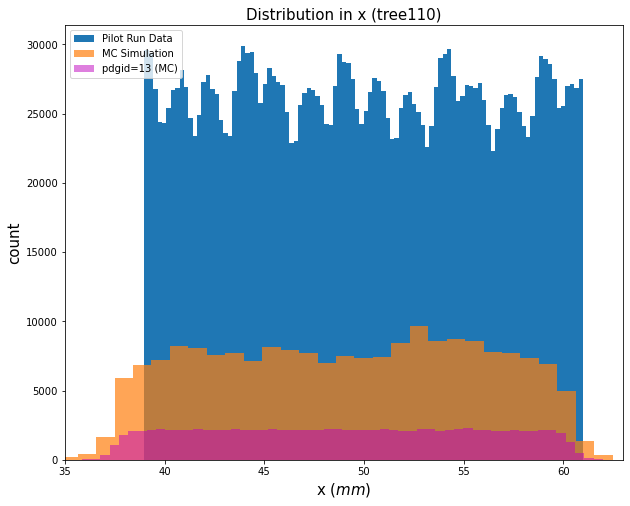 Distribution in x (tree110)
Pilot Run Data
MC Simulation
pdgid=13 (MC)
30000
25000
20000
15000
10000
5000
0
count
35 40 45 50 55 60
x (mm)